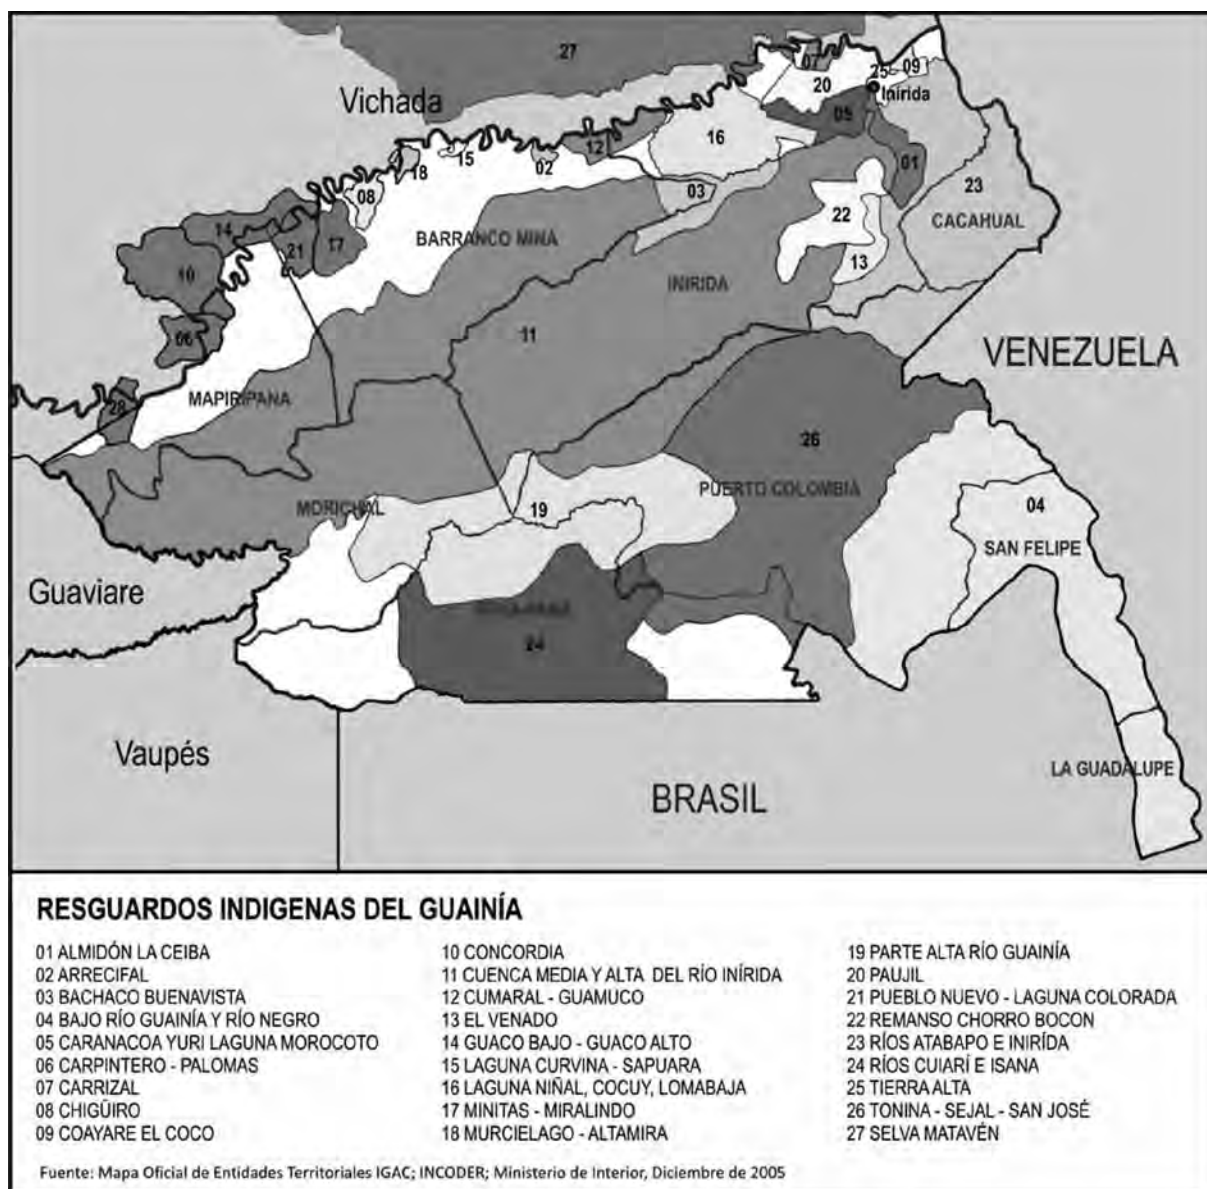 27
Vichada
07
25
09
20
Inírida
05
12
16
15
18
02
01
08
03
23
22
CACAHUAL
14
21
17
BARRANCO MINA
13
10
INIRIDA
11
06
VENEZUELA
MAPIRIPANA
28
26
PUERTO COLOMBIA
MORICHAL
19
04
SAN FELIPE
Guaviare
24
Vaupés
LA GUADALUPE
BRASIL
RESGUARDOS INDIGENAS DEL GUAINÍA
01 ALMIDÓN LA CEIBA
02 ARRECIFAL
03 BACHACO BUENAVISTA
04 BAJO RÍO GUAINÍA Y RÍO NEGRO
05 CARANACOA YURI LAGUNA MOROCOTO
06 CARPINTERO - PALOMAS
07 CARRIZAL
08 CHIGÜIRO
09 COAYARE EL COCO
10 CONCORDIA
11 CUENCA MEDIA Y ALTA DEL RÍO INÍRIDA
12 CUMARAL - GUAMUCO
13 EL VENADO
14 GUACO BAJO - GUACO ALTO
15 LAGUNA CURVINA - SAPUARA
16 LAGUNA NIÑAL, COCUY, LOMABAJA
17 MINITAS - MIRALINDO
18 MURCIELAGO - ALTAMIRA
19 PARTE ALTA RÍO GUAINÍA
20 PAUJIL
21 PUEBLO NUEVO - LAGUNA COLORADA
22 REMANSO CHORRO BOCON
23 RÍOS ATABAPO E INIRÍDA
24 RÍOS CUIARÍ E ISANA
25 TIERRA ALTA
26 TONINA - SEJAL - SAN JOSÉ
27 SELVA MATAVÉN
Fuente: Mapa Oficial de Entidades Territoriales IGAC; INCODER; Ministerio de Interior, Diciembre de 2005